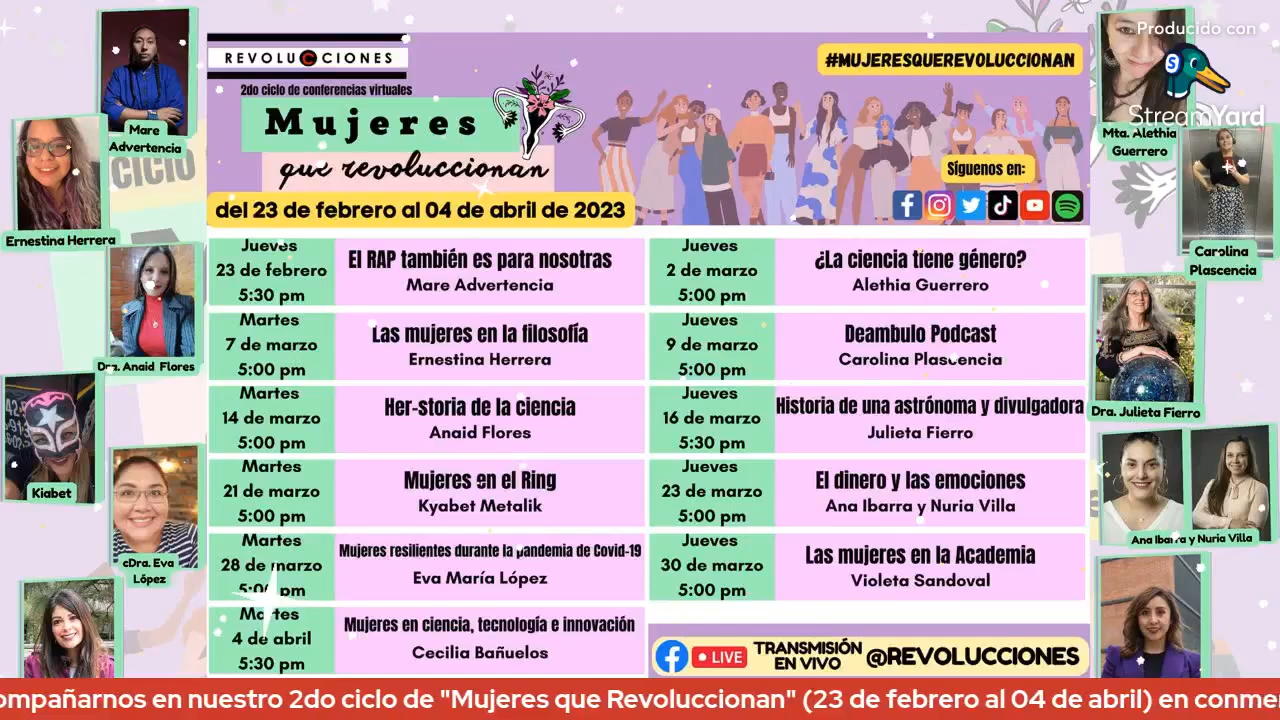 Producido con
StreamYard
REVOLUCCIONES
#MUJERESQUEREVOLUCCIONAN
2do ciclo de conferencias virtuales
Mujeres
que revoluccionan
Síguenos en:
del 23 de febrero al 04 de abril de 2023
Jueves
23 de febrero
5:30 pm
El RAP también es para nosotras
Mare Advertencia
Jueves
2 de marzo
5:00 pm
¿La ciencia tiene género?
Alethia Guerrero
Martes
7 de marzo
5:00 pm
Las mujeres en la filosofía
Ernestina Herrera
Jueves
9 de marzo
5:00 pm
Deambulo Podcast
Carolina Plascencia
Martes
14 de marzo
5:00 pm
Her-storia de la ciencia
Anaid Flores
Jueves
16 de marzo
5:30 pm
Historia de una astrónoma y divulgadora
Julieta Fierro
Martes
21 de marzo
5:00 pm
Mujeres en el Ring
Kyabet Metalik
Jueves
23 de marzo
5:00 pm
El dinero y las emociones
Ana Ibarra y Nuria Villa
Martes
28 de marzo
5:00 pm
Mujeres resilientes durante la pandemia de Covid-19
Eva María López
Jueves
30 de marzo
5:00 pm
Las mujeres en la Academia
Violeta Sandoval
Martes
4 de abril
5:30 pm
Mujeres en ciencia, tecnología e innovación
Cecilia Bañuelos
LIVE
TRANSMISIÓN
EN VIVO
@REVOLUCCIONES
Mare
Advertencia
CICLO
Ernestina Herrera
Dra. Anaid Flores
Kiabet
cDra. Eva
López
Mta. Alethia
Guerrero
Carolina
Plascencia
Dra. Julieta Fierro
Ana Ibarra y Nuria Villa
ompañarnos en nuestro 2do ciclo de "Mujeres que Revoluccionan" (23 de febrero al 04 de abril) en conme